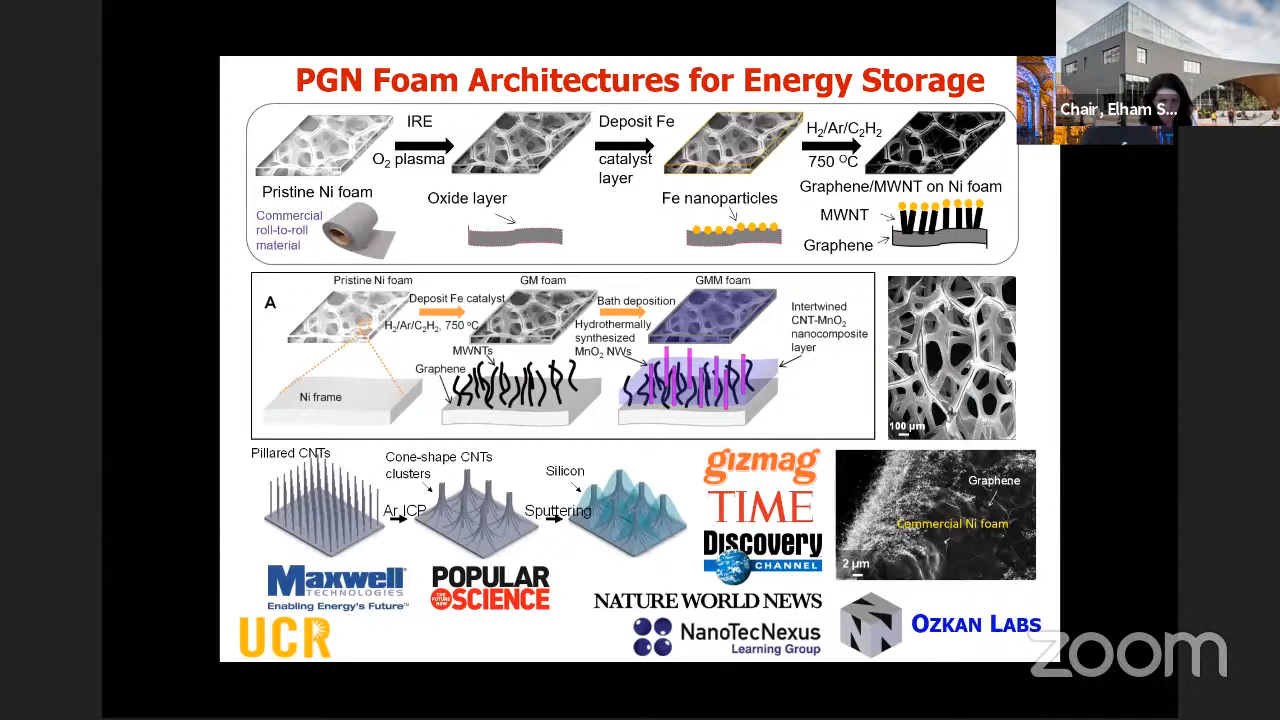 PGN Foam Architectures for Energy Storage
Chair, Elham S...
IRE
O2 plasma
Deposit Fe
catalyst
layer
H2/Ar/C2H2
750 OC
Pristine Ni foam
Commercial
roll-to-roll
material
Oxide layer
Fe nanoparticles
Graphene/MWNT on Ni foam
MWNT
Graphene
A
Pristine Ni foam
Deposit Fe catalyst
H2/Ar/C2H2, 750 oC
GM foam
Bath deposition
Hydrothermally
synthesized
MnO2 NWs
GMM foam
Intertwined
CNT-MnO2
nanocomposite
layer
MWNTs
Graphene
Ni frame
100 µm
Pillared CNTs
Ar ICP
Cone-shape CNTs
clusters
Sputtering
Silicon
gizmag
TIME
Discovery
CHANNEL
Graphene
Commercial Ni foam
2 µm
Maxwell
TECHNOLOGIES
Enabling Energy's Future™
POPULAR
THE FUTURE NOW
SCIENCE
NATURE WORLD NEWS
UCR
NanoTecNexus
Learning Group
OZKAN LABS
zoom